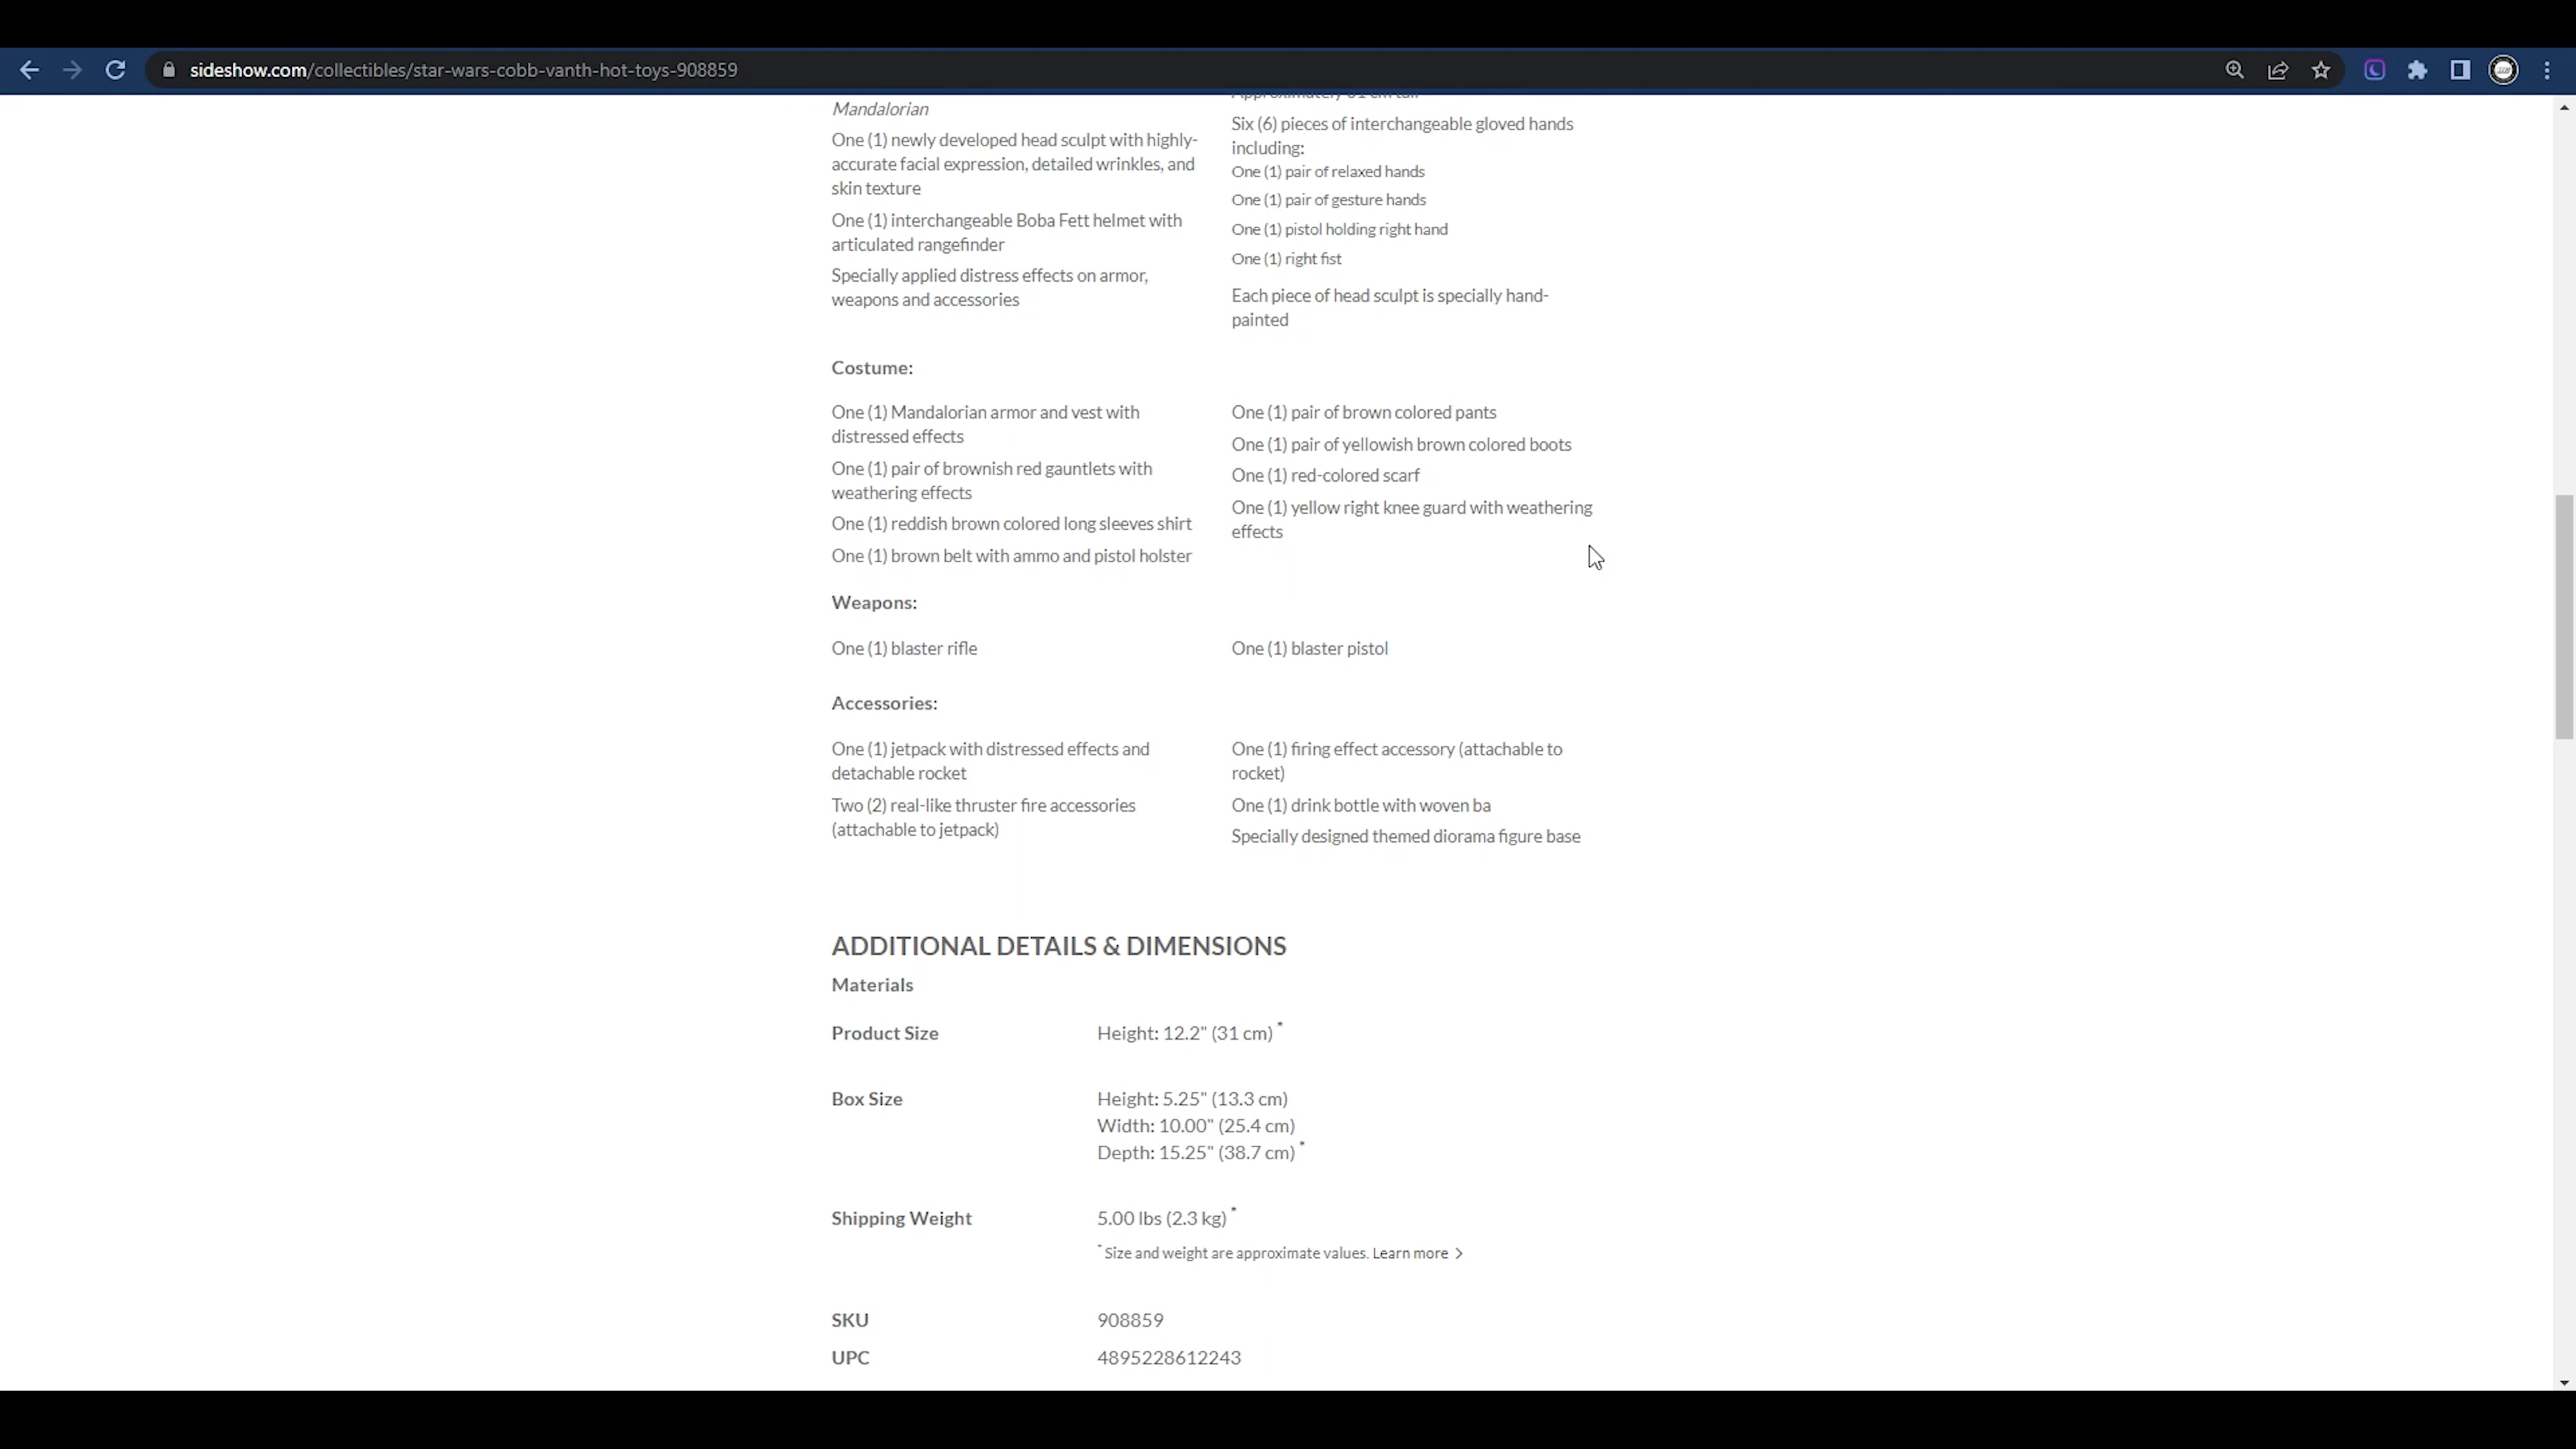 sideshow.com/collectibles/star-wars-cobb-vanth-hot-toys-908859
Mandalorian
One (1) newly developed head sculpt with highly-
accurate facial expression, detailed wrinkles, and
skin texture
One (1) interchangeable Boba Fett helmet with
articulated rangefinder
Specially applied distress effects on armor,
weapons and accessories
Six (6) pieces of interchangeable gloved hands
including:
One (1) pair of relaxed hands
One (1) pair of gesture hands
One (1) pistol holding right hand
One (1) right fist
Each piece of head sculpt is specially hand-
painted
Costume:
One (1) Mandalorian armor and vest with
distressed effects
One (1) pair of brownish red gauntlets with
weathering effects
One (1) reddish brown colored long sleeves shirt
One (1) brown belt with ammo and pistol holster
One (1) pair of brown colored pants
One (1) pair of yellowish brown colored boots
One (1) red-colored scarf
One (1) yellow right knee guard with weathering
effects
Weapons:
One (1) blaster rifle
One (1) blaster pistol
Accessories:
One (1) jetpack with distressed effects and
detachable rocket
Two (2) real-like thruster fire accessories
(attachable to jetpack)
One (1) firing effect accessory (attachable to
rocket)
One (1) drink bottle with woven ba
Specially designed themed diorama figure base
ADDITIONAL DETAILS & DIMENSIONS
Materials
Product Size
Height: 12.2" (31 cm) *
Box Size
Height: 5.25" (13.3 cm)
Width: 10.00" (25.4 cm)
Depth: 15.25" (38.7 cm) *
Shipping Weight
5.00 lbs (2.3 kg) *
* Size and weight are approximate values. Learn more >
SKU
908859
UPC
4895228612243